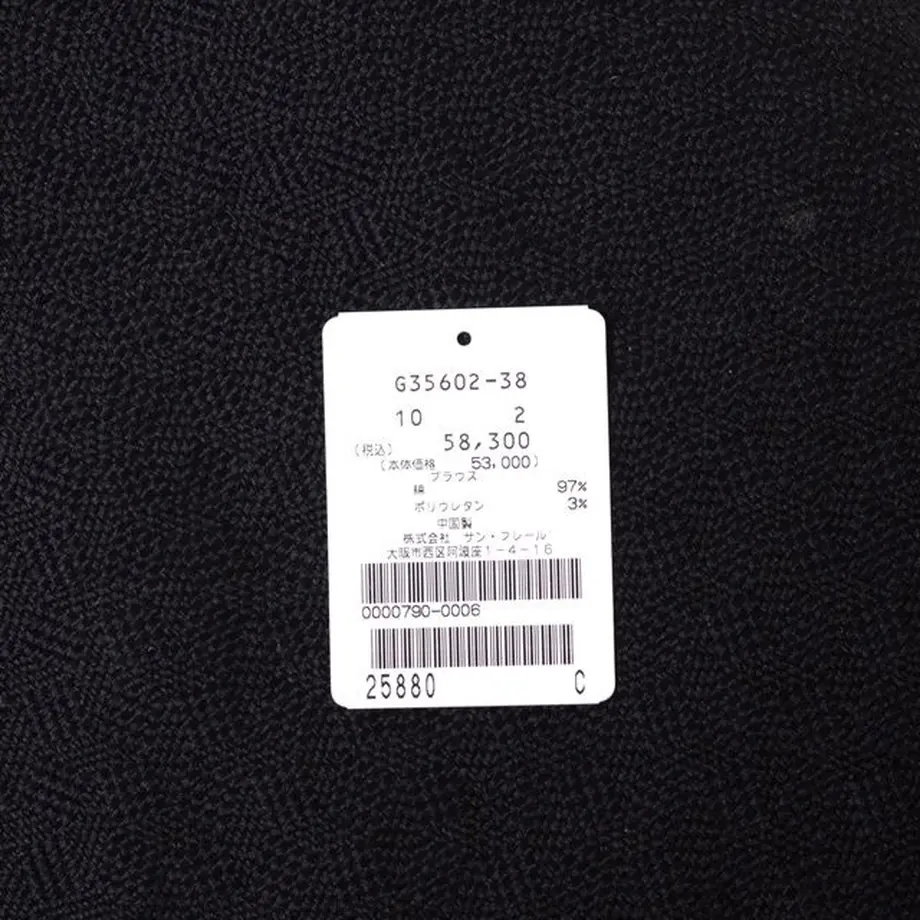 G35602-38
10 2
(税込) 58,300
(本体価格 53,000)
ブラウス
綿 97%
ポリウレタン 3%
中国製
株式会社 サン・フレール
大阪市西区阿波座1-4-16
0000790-0006
25880 C